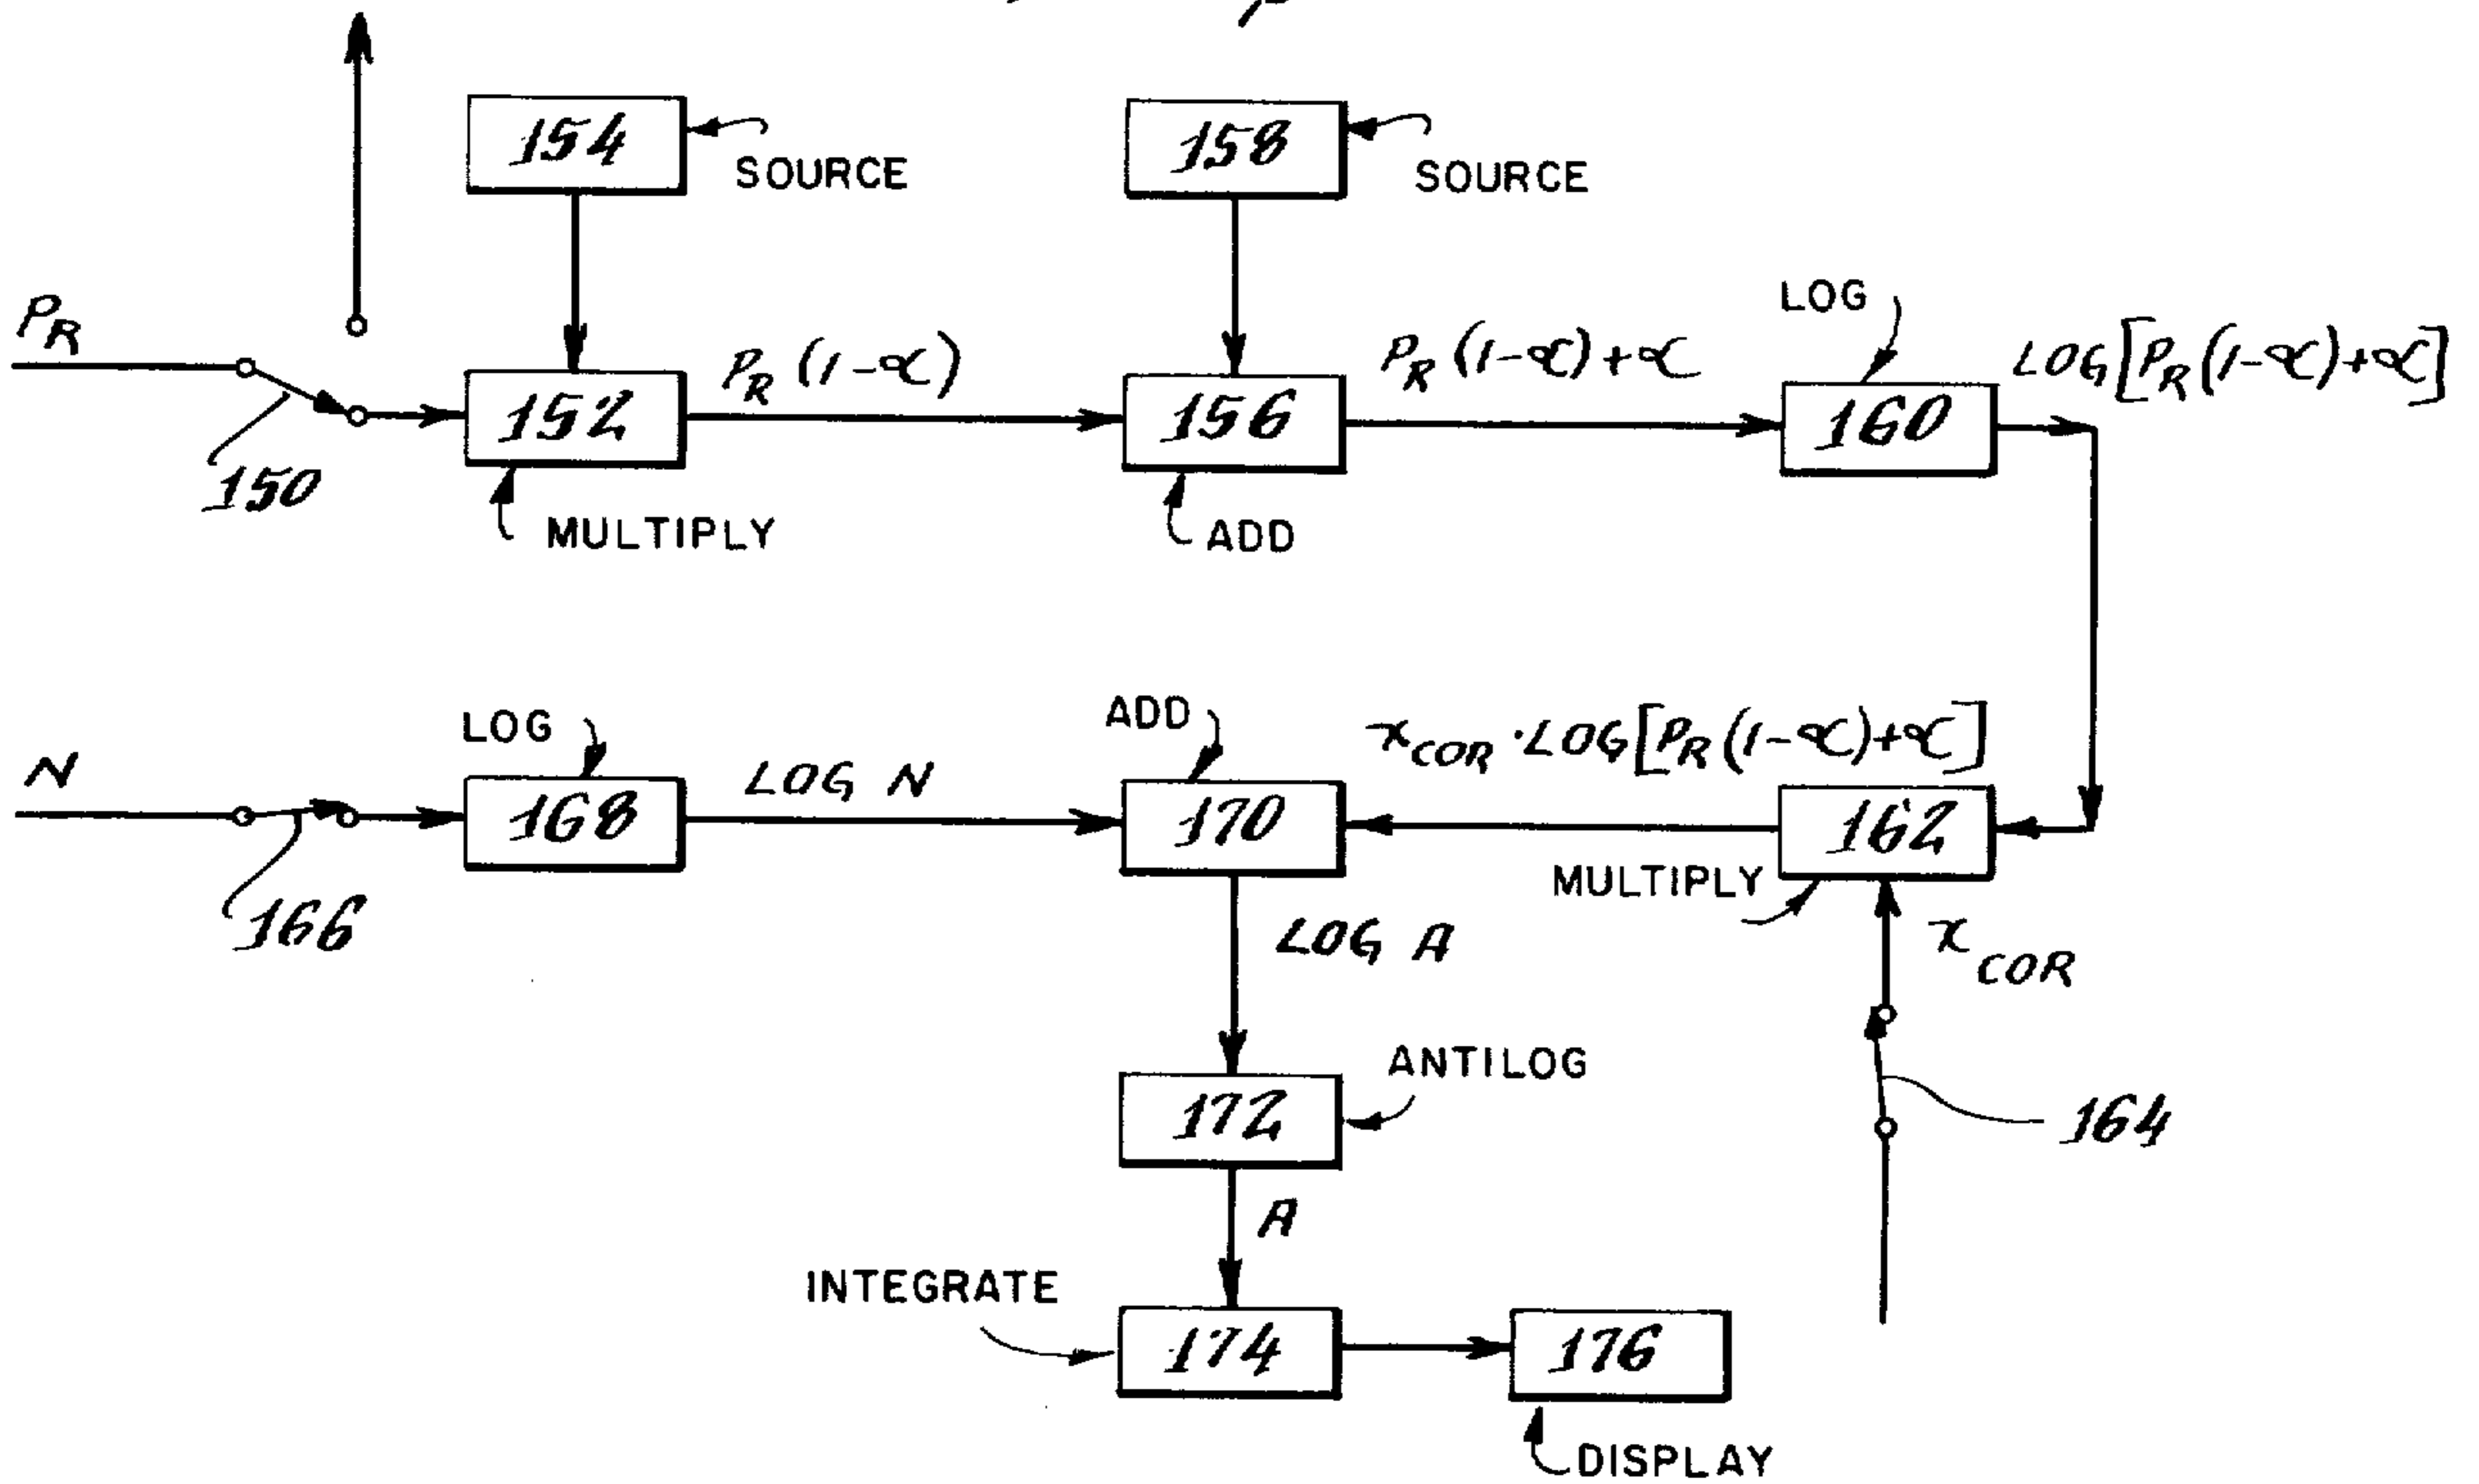 154
SOURCE
158
SOURCE
P_R
150
152
MULTIPLY
P_R (1-α)
156
ADD
P_R (1-α)+α
LOG
160
LOG[P_R (1-α)+α]
N
166
LOG
168
LOG N
ADD
170
x_COR ·LOG[P_R (1-α)+α]
162
MULTIPLY
x_COR
164
LOG A
172
ANTILOG
A
INTEGRATE
174
176
DISPLAY